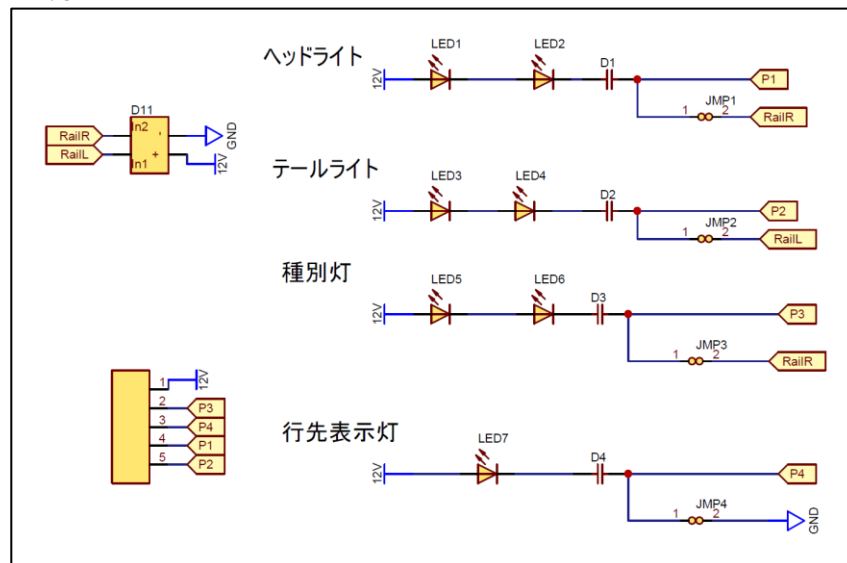 ヘッドライト
LED1
LED2
D1
12V
P1
1
JMP1
2
RailR
D11
RailR
In2
-
GND
RailL
In1
+
12V
テールライト
LED3
LED4
D2
12V
P2
1
JMP2
2
RailL
種別灯
LED5
LED6
D3
12V
P3
1
JMP3
2
RailR
1
12V
2
P3
3
P4
4
P1
5
P2
行先表示灯
LED7
D4
12V
P4
1
JMP4
2
GND